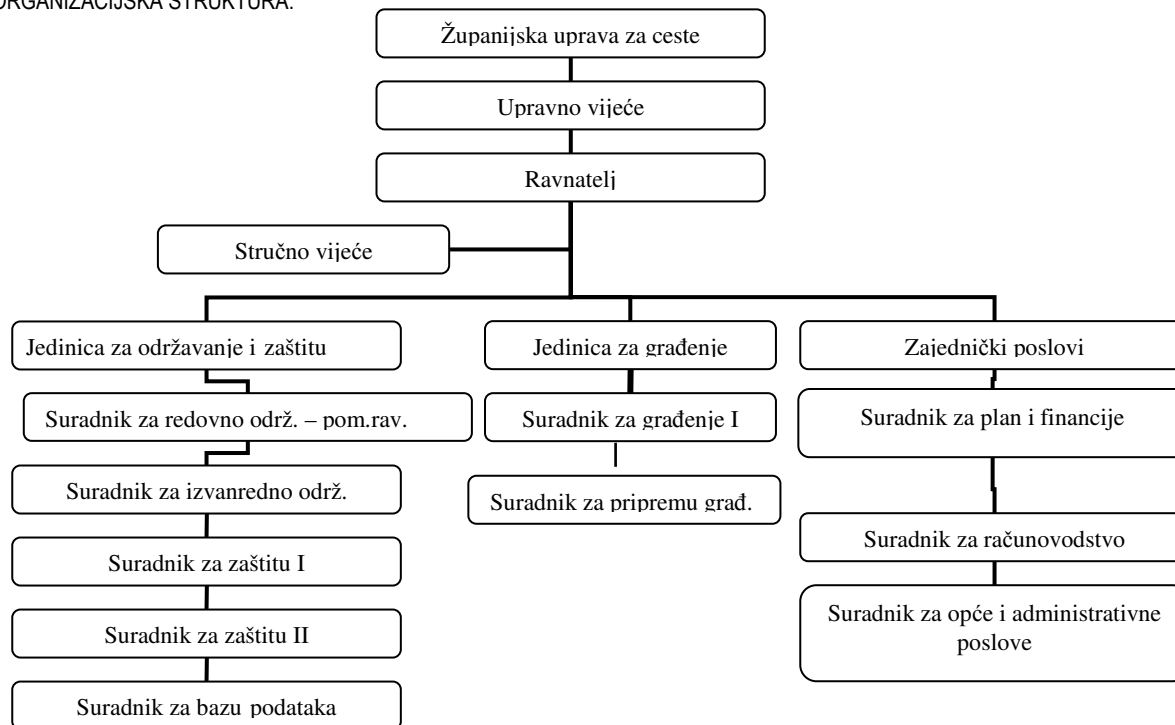 ORGANIZACIJSKA STRUKTURA:
Županijska uprava za ceste
Upravno vijeće
Ravnatelj
Stručno vijeće
Jedinica za održavanje i zaštitu
Jedinica za građenje
Zajednički poslovi
Suradnik za redovno održ. – pom.rav.
Suradnik za građenje I
Suradnik za plan i financije
Suradnik za izvanredno održ.
Suradnik za pripremu građ.
Suradnik za zaštitu I
Suradnik za računovodstvo
Suradnik za zaštitu II
Suradnik za opće i administrativne
poslove
Suradnik za bazu podataka